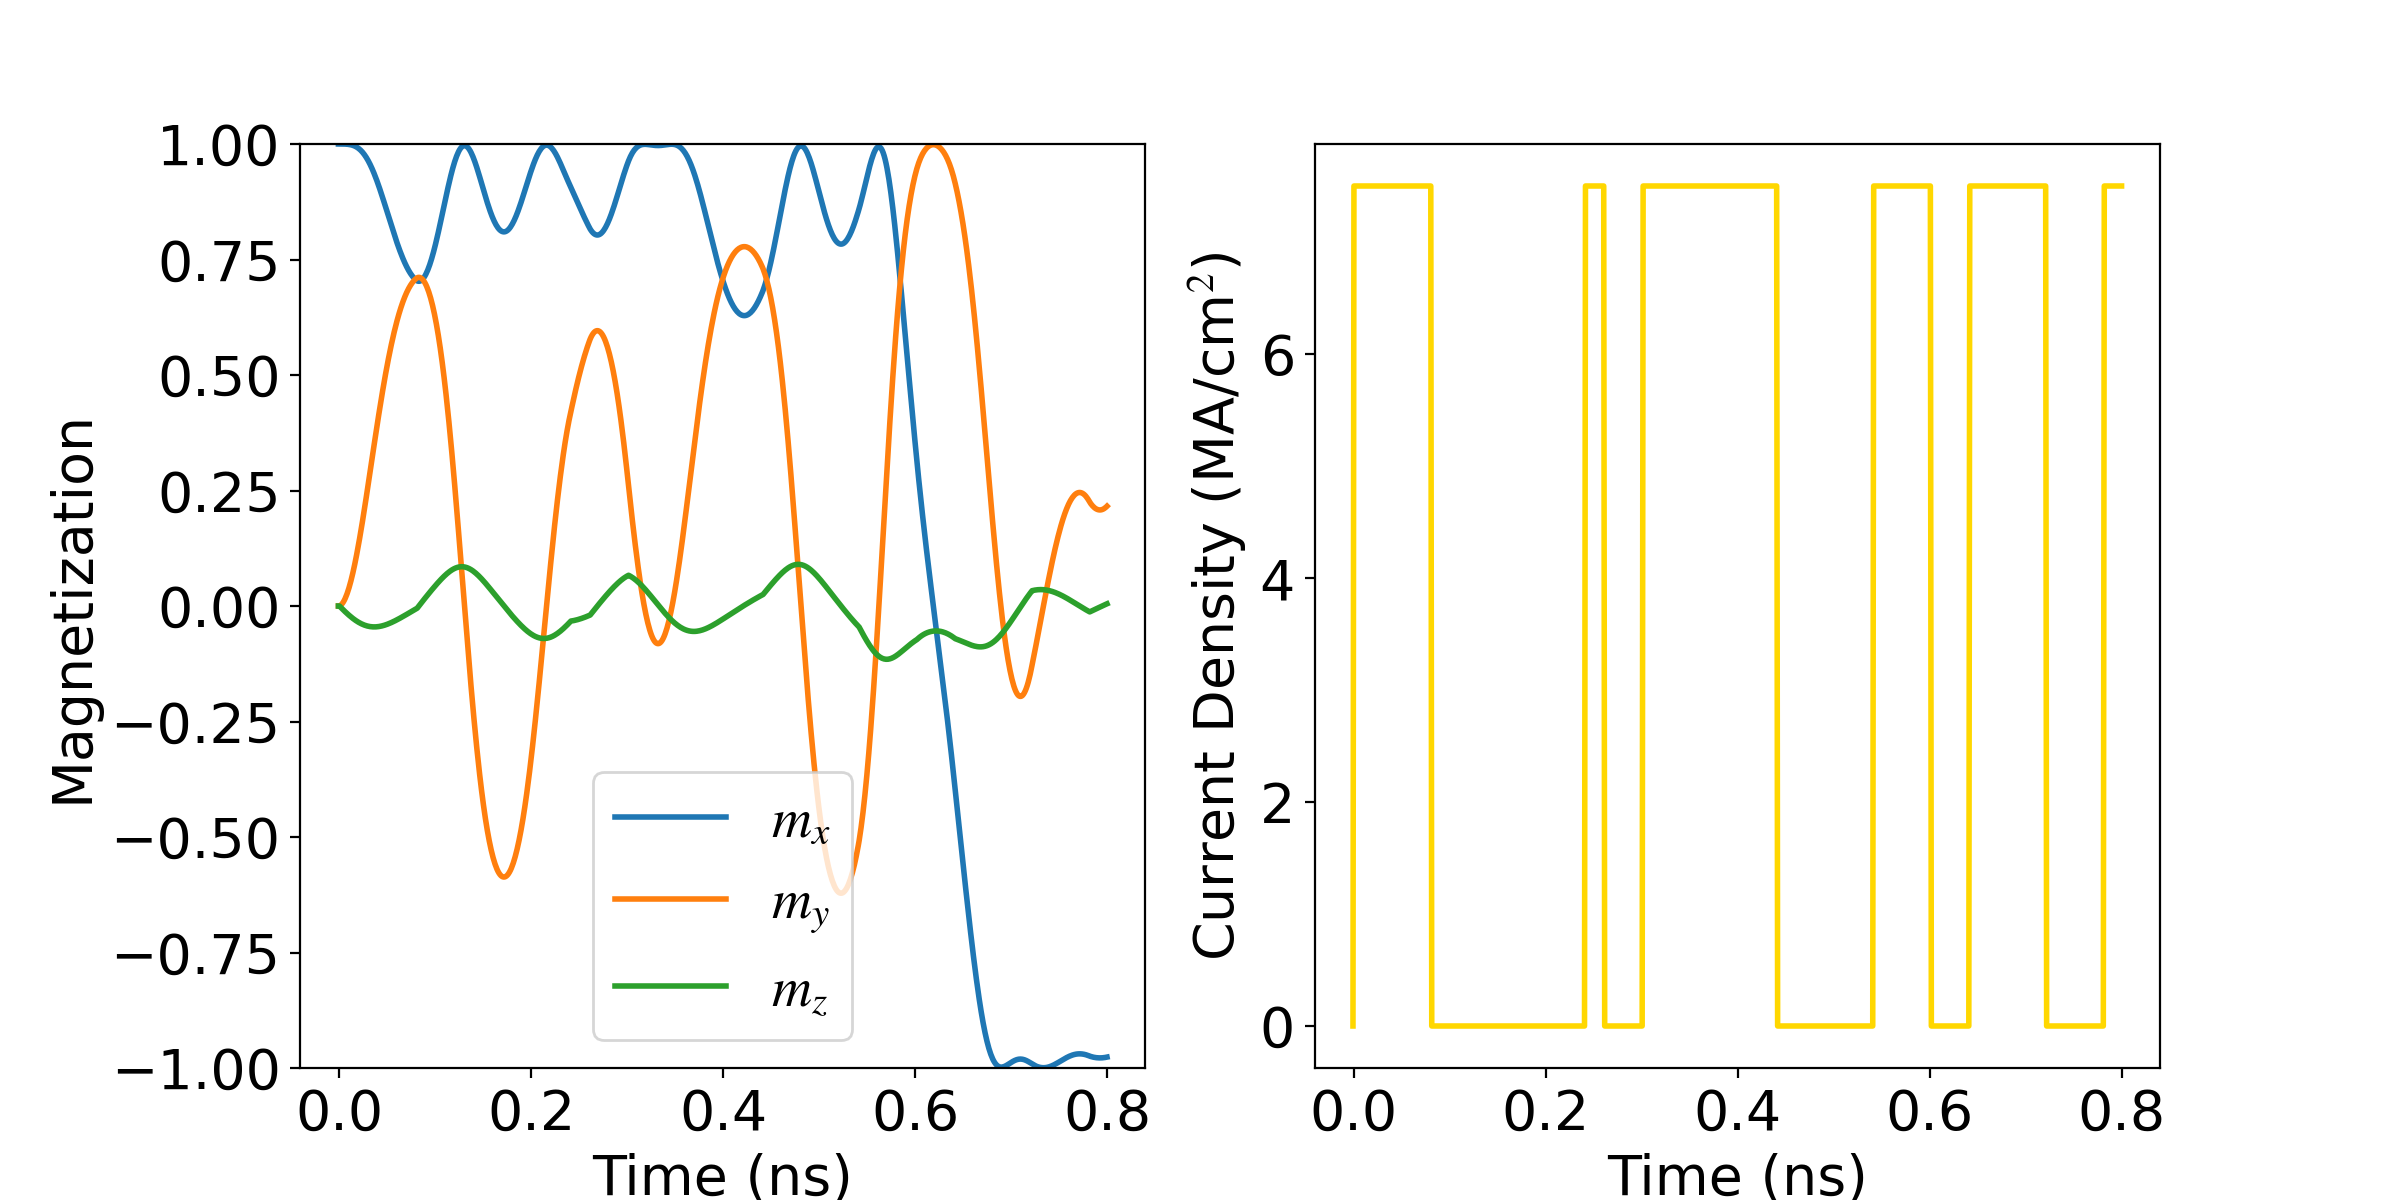 Magnetization
1.00
0.75
0.50
0.25
0.00
−0.25
−0.50
−0.75
−1.00
0.0 0.2 0.4 0.6 0.8
Time (ns)
m_x
m_y
m_z
Current Density (MA/cm²)
6
4
2
0
0.0 0.2 0.4 0.6 0.8
Time (ns)